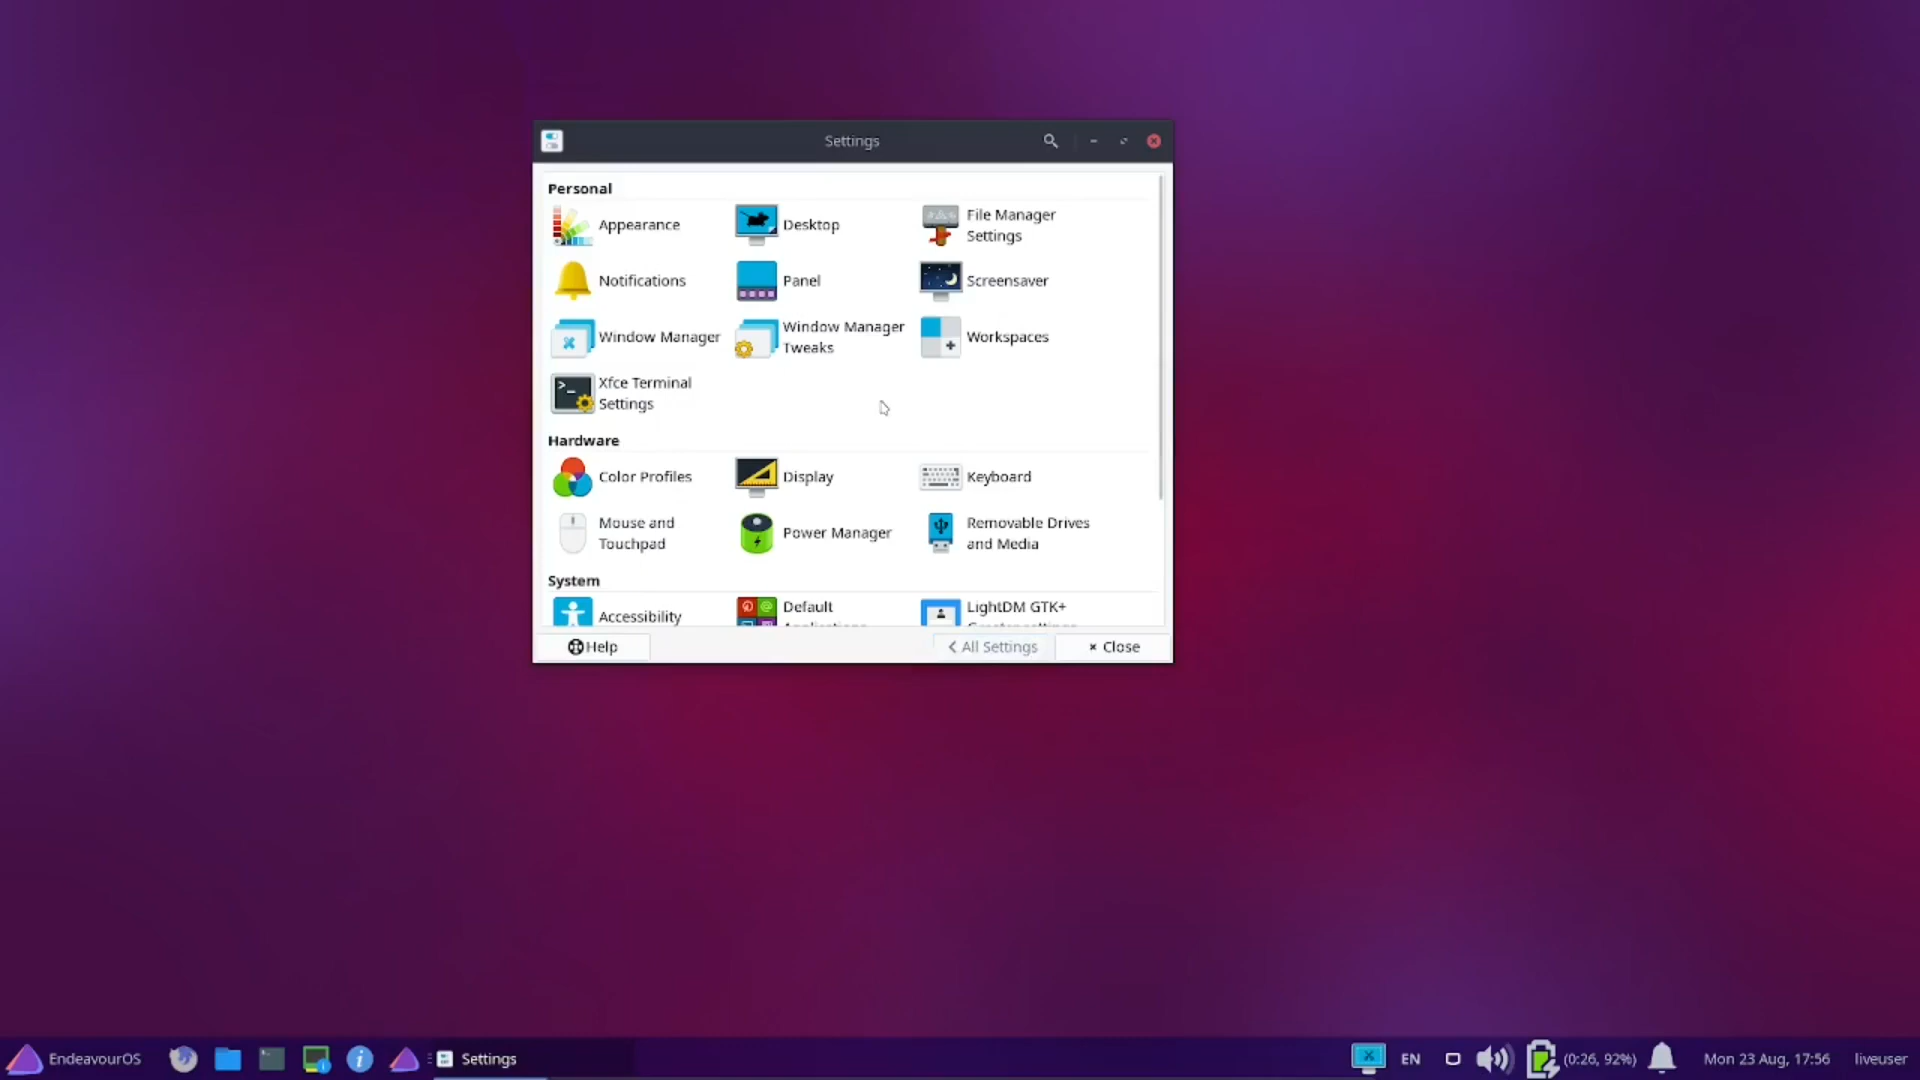 Settings
Personal
Appearance
Desktop
File Manager
Settings
Notifications
Panel
Screensaver
Window Manager
Window Manager
Tweaks
Workspaces
Xfce Terminal
Settings
Hardware
Color Profiles
Display
Keyboard
Mouse and
Touchpad
Power Manager
Removable Drives
and Media
System
Accessibility
Default
Applications
LightDM GTK+
Greeter settings
Help
All Settings
Close
EndeavourOS
Settings
EN
(0:26, 92%)
Mon 23 Aug, 17:56
liveuser